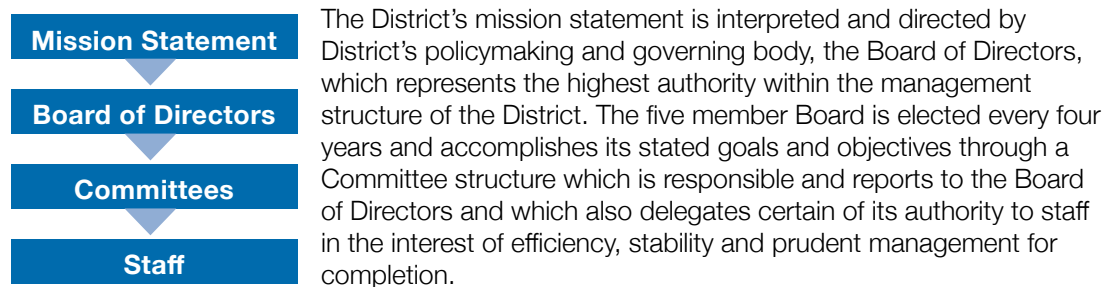 Mission Statement
Board of Directors
Committees
Staff
The District’s mission statement is interpreted and directed by
District’s policymaking and governing body, the Board of Directors,
which represents the highest authority within the management
structure of the District. The five member Board is elected every four
years and accomplishes its stated goals and objectives through a
Committee structure which is responsible and reports to the Board
of Directors and which also delegates certain of its authority to staff
in the interest of efficiency, stability and prudent management for
completion.